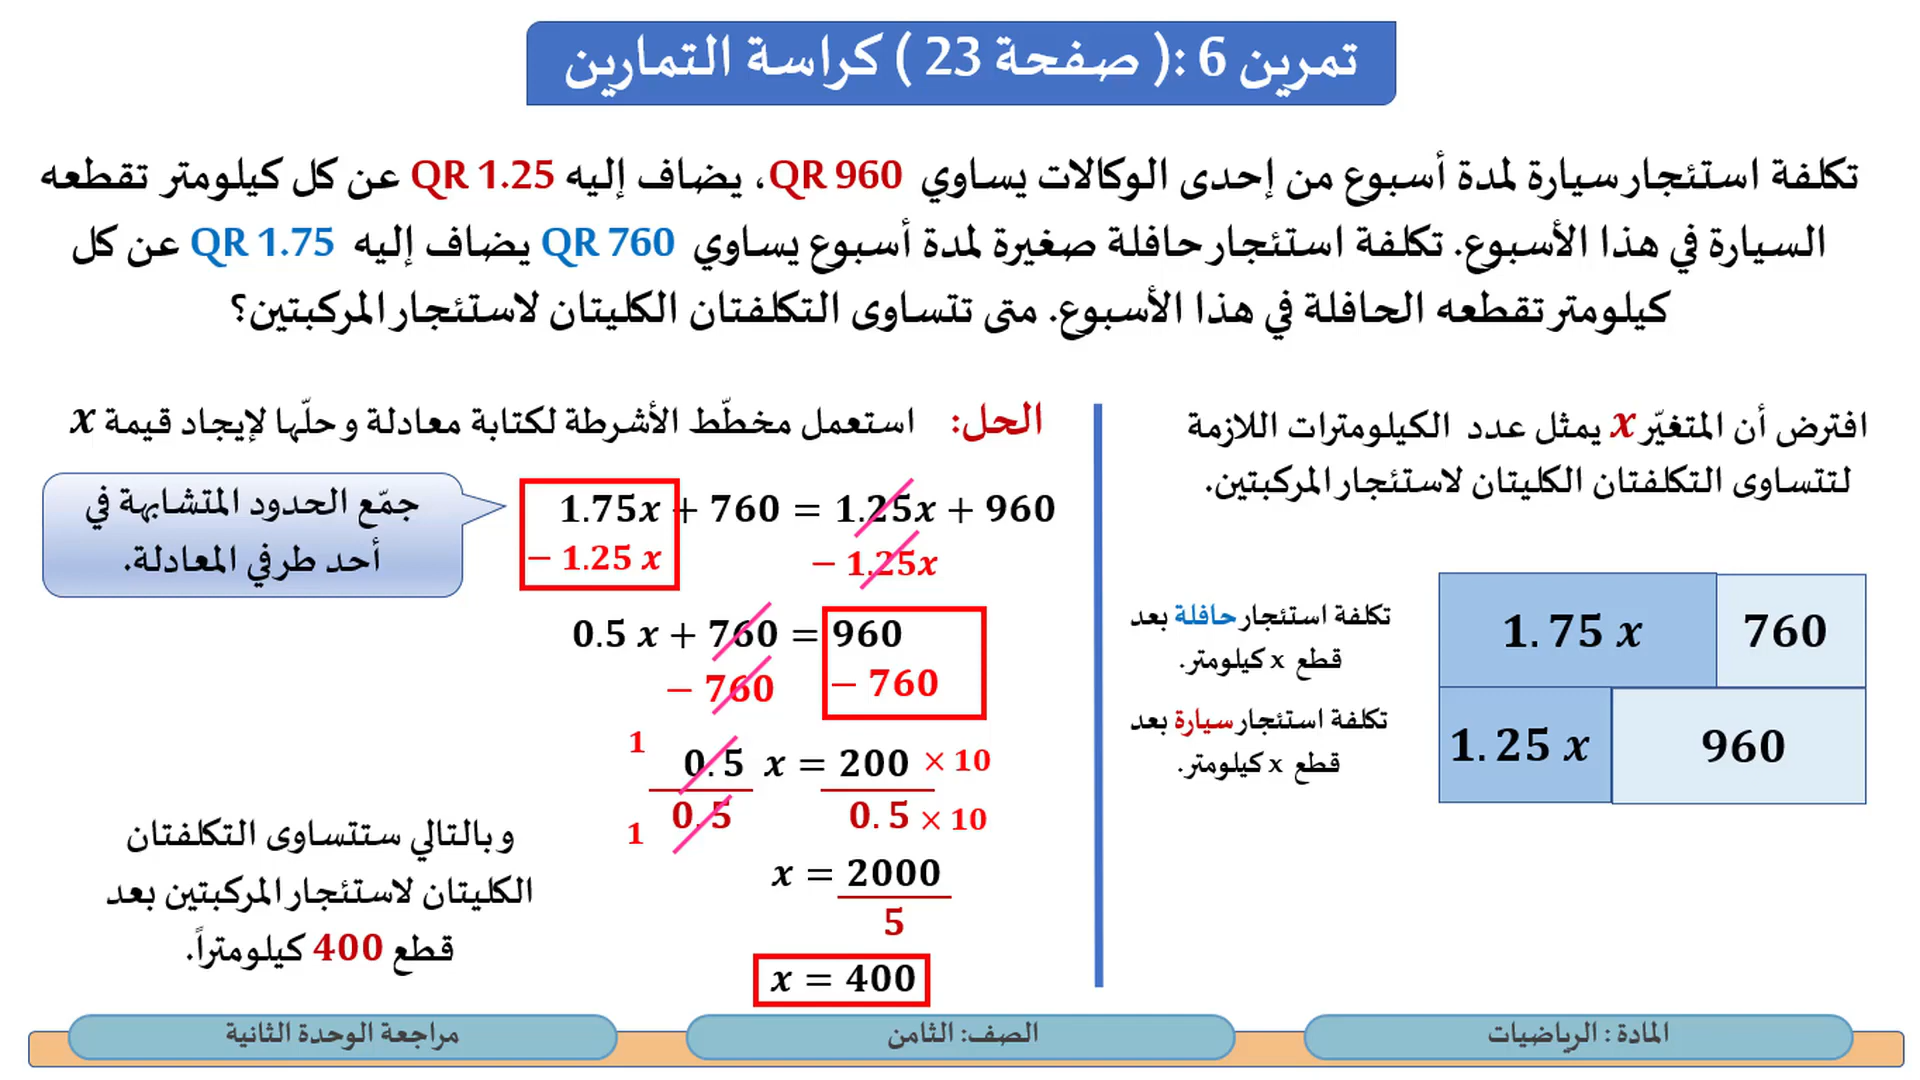 تمرين 6 :( صفحة 23 ) كراسة التمارين
تكلفة استئجار سيارة لمدة أسبوع من إحدى الوكالات يساوي QR 960، يضاف إليه QR 1.25 عن كل كيلومتر تقطعه
السيارة في هذا الأسبوع. تكلفة استئجار حافلة صغيرة لمدة أسبوع يساوي QR 760 يضاف إليه QR 1.75 عن كل
كيلومتر تقطعه الحافلة في هذا الأسبوع. متى تتساوى التكلفتان الكليتان لاستئجار المركبتين؟
افترض أن المتغيّر x يمثل عدد الكيلومترات اللازمة
لتتساوى التكلفتان الكليتان لاستئجار المركبتين.
1.75 x 760
تكلفة استئجار حافلة بعد
قطع x كيلومتر.
1.25 x 960
تكلفة استئجار سيارة بعد
قطع x كيلومتر.
الحل: استعمل مخطّط الأشرطة لكتابة معادلة وحلّها لإيجاد قيمة x
جمّع الحدود المتشابهة في
أحد طرفي المعادلة.
1.75x + 760 = 1.25x + 960
− 1.25 x − 1.25x
0.5 x + 760 = 960
− 760 − 760
1 0.5 x = 200 × 10
1 0.5 0.5 × 10
x = 2000
5
x = 400
وبالتالي ستتساوى التكلفتان
الكليتان لاستئجار المركبتين بعد
قطع 400 كيلومتراً.
المادة : الرياضيات
الصف: الثامن
مراجعة الوحدة الثانية